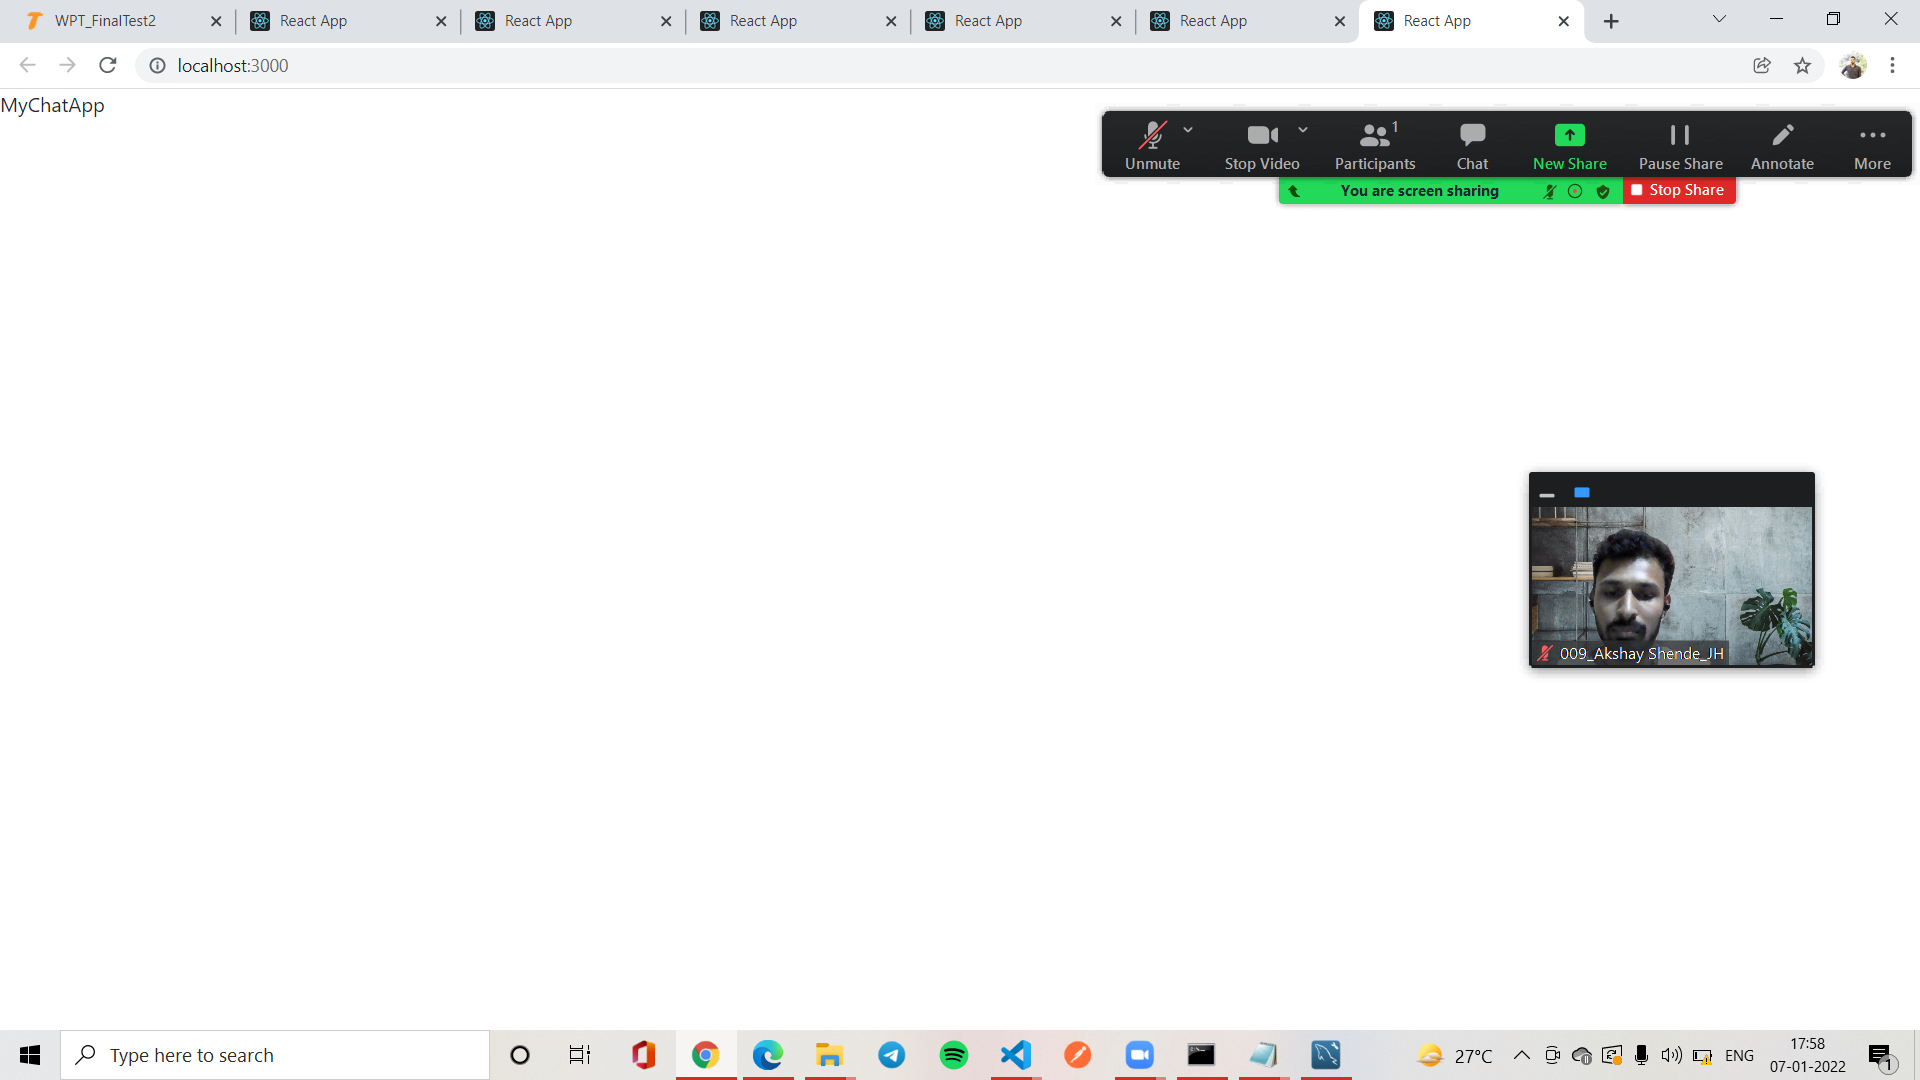 WPT_FinalTest2
React App
React App
React App
React App
React App
React App
localhost:3000
MyChatApp
Unmute
Stop Video
1
Participants
Chat
New Share
Pause Share
Annotate
More
You are screen sharing
Stop Share
009_Akshay Shende_JH
Type here to search
27°C
ENG
17:58
07-01-2022
1